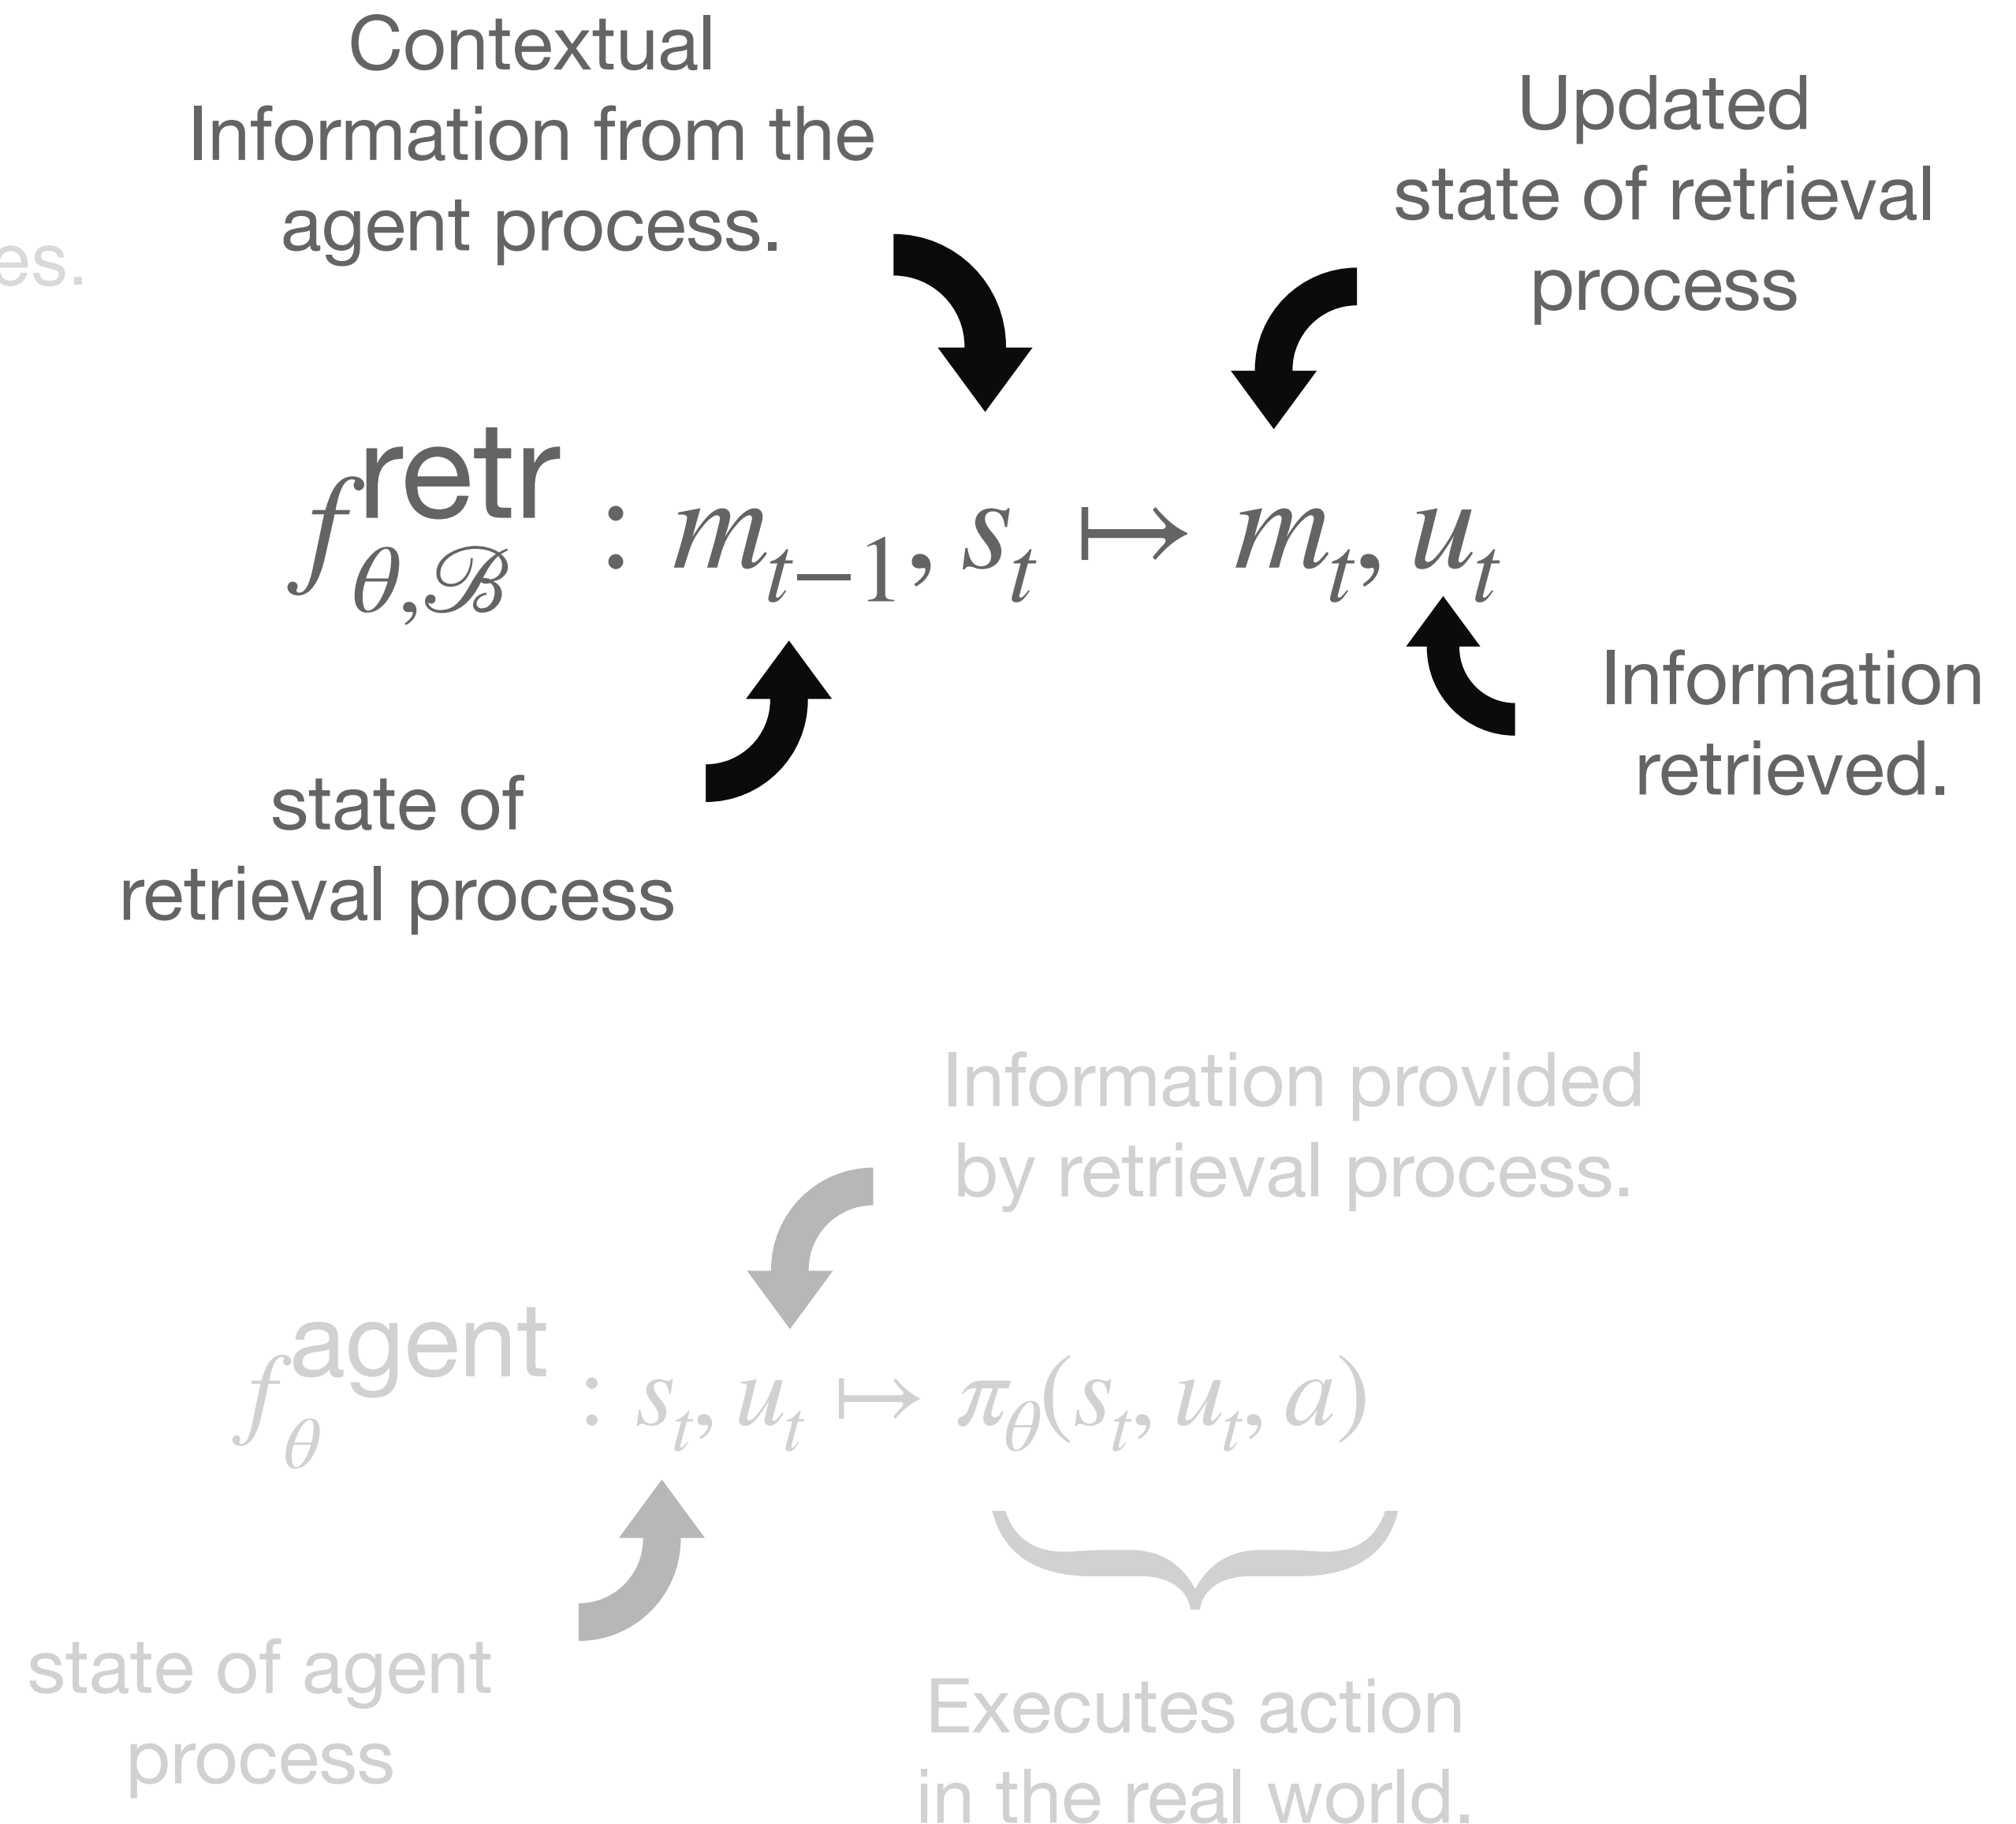 Contextual
Information from the
agent process.
Updated
state of retrieval
process
es.
f^retr_θ,ℬ : m_t−1, s_t ↦ m_t, u_t
state of
retrieval process
Information
retrieved.
Information provided
by retrieval process.
f^agent_θ : s_t, u_t ↦ π_θ(s_t, u_t, a)
state of agent
process
Executes action
in the real world.